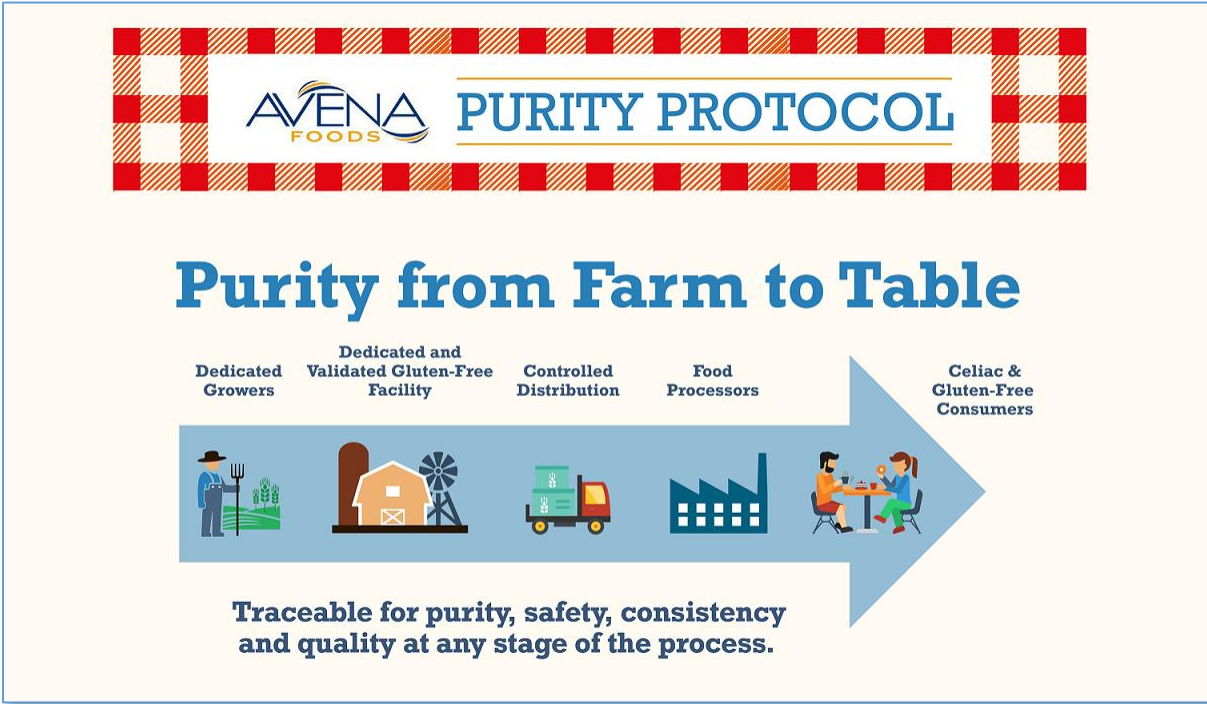 AVENA
FOODS
PURITY PROTOCOL
Purity from Farm to Table
Dedicated
Growers
Dedicated and
Validated Gluten-Free
Facility
Controlled
Distribution
Food
Processors
Celiac &
Gluten-Free
Consumers
Traceable for purity, safety, consistency
and quality at any stage of the process.